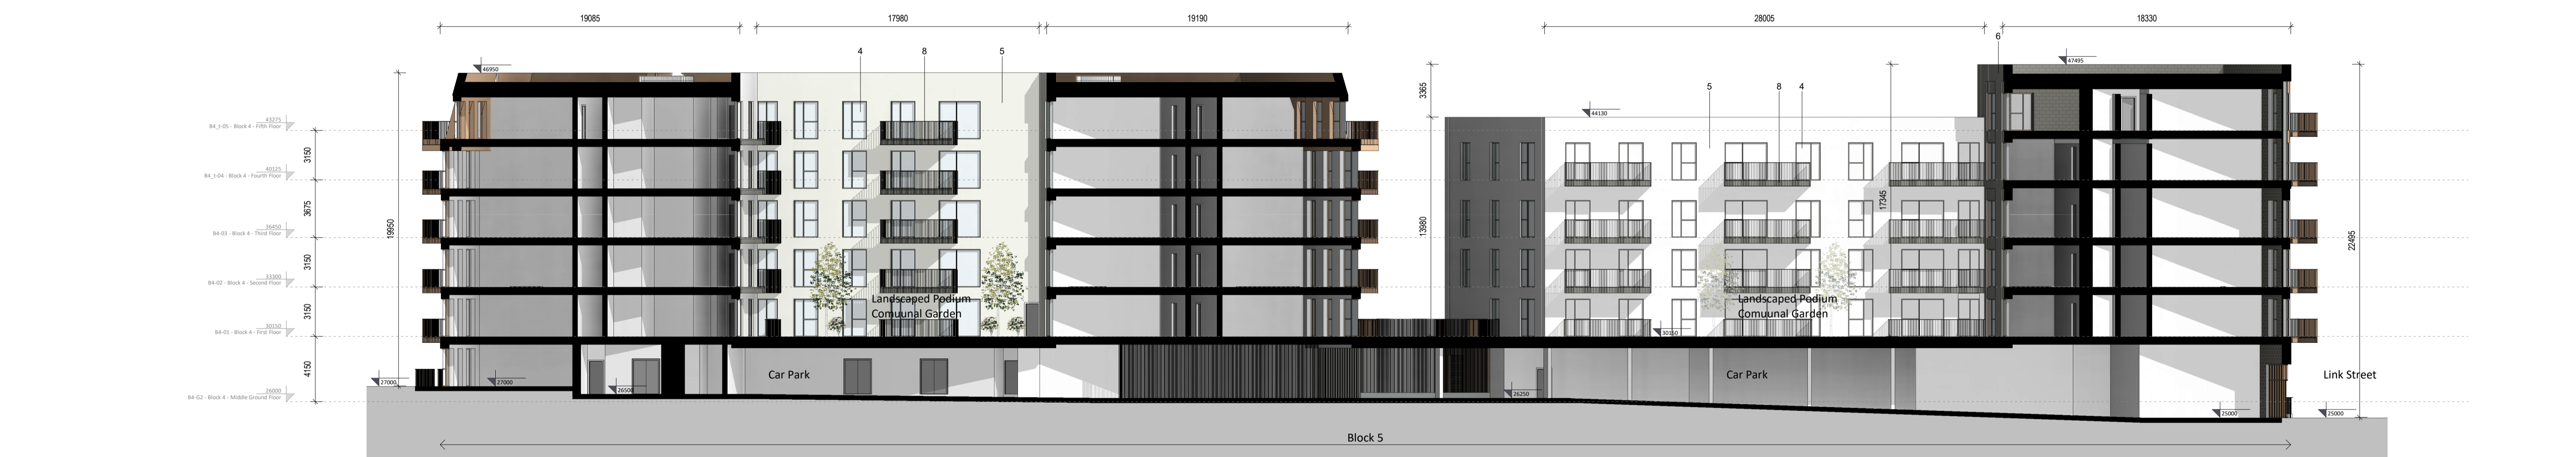 19085
17980
19190
28005
18330
4
8
5
6
46950
47495
3365
5
8
4
44130
43275
B4_t-05 - Block 4 - Fifth Floor
3150
40125
B4_t-04 - Block 4 - Fourth Floor
3675
19950
13980
17345
22495
36450
B4-03 - Block 4 - Third Floor
3150
33300
B4-02 - Block 4 - Second Floor
3150
30150
B4-01 - Block 4 - First Floor
Landscaped Podium
Comuunal Garden
30150
Landscaped Podium
Comuunal Garden
4150
27000
27000
26500
Car Park
26250
Car Park
Link Street
26000
B4-G2 - Block 4 - Middle Ground Floor
25000
25000
Block 5